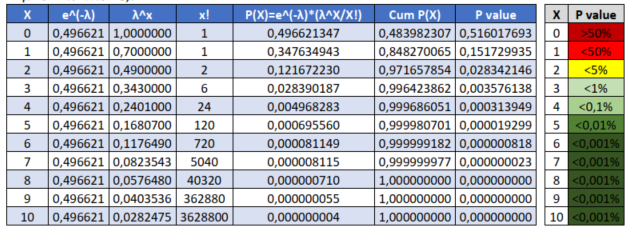 X e^(-λ) λ^x x! P(X)=e^(-λ)*(λ^X/X!) Cum P(X) P value X P value
0 0,496621 1,0000000 1 0,496621347 0,483982307 0,516017693 0 >50%
1 0,496621 0,7000000 1 0,347634943 0,848270065 0,151729935 1 <50%
2 0,496621 0,4900000 2 0,121672230 0,971657854 0,028342146 2 <5%
3 0,496621 0,3430000 6 0,028390187 0,996423862 0,003576138 3 <1%
4 0,496621 0,2401000 24 0,004968283 0,999686051 0,000313949 4 <0,1%
5 0,496621 0,1680700 120 0,000695560 0,999980701 0,000019299 5 <0,01%
6 0,496621 0,1176490 720 0,000081149 0,999999182 0,000000818 6 <0,001%
7 0,496621 0,0823543 5040 0,000008115 0,999999977 0,000000023 7 <0,001%
8 0,496621 0,0576480 40320 0,000000710 1,000000000 0,000000000 8 <0,001%
9 0,496621 0,0403536 362880 0,000000055 1,000000000 0,000000000 9 <0,001%
10 0,496621 0,0282475 3628800 0,000000004 1,000000000 0,000000000 10 <0,001%